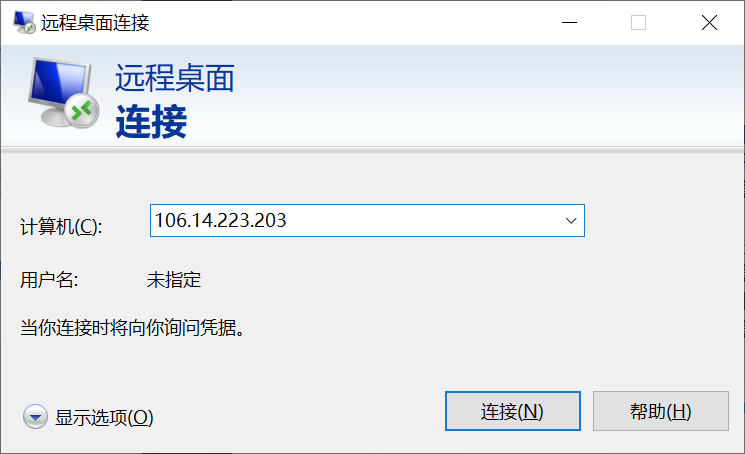 远程桌面连接
远程桌面
连接
计算机(C): 106.14.223.203
用户名: 未指定
当你连接时将向你询问凭据。
显示选项(O) 连接(N) 帮助(H)